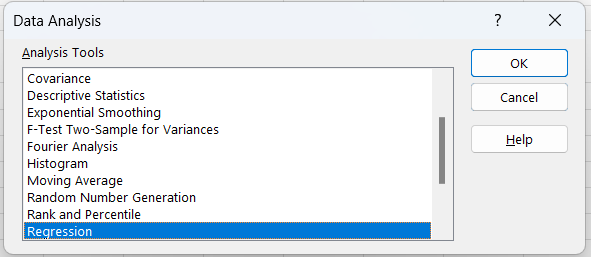 Data Analysis
?
Analysis Tools
Covariance
Descriptive Statistics
Exponential Smoothing
F-Test Two-Sample for Variances
Fourier Analysis
Histogram
Moving Average
Random Number Generation
Rank and Percentile
Regression
OK
Cancel
Help